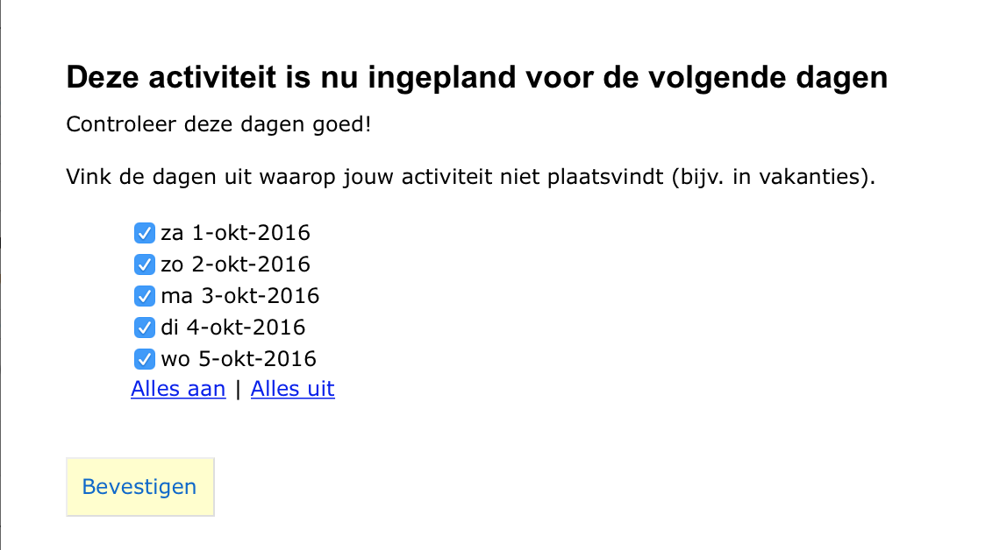 Deze activiteit is nu ingepland voor de volgende dagen
Controleer deze dagen goed!
Vink de dagen uit waarop jouw activiteit niet plaatsvindt (bijv. in vakanties).
za 1-okt-2016
zo 2-okt-2016
ma 3-okt-2016
di 4-okt-2016
wo 5-okt-2016
Alles aan | Alles uit
Bevestigen